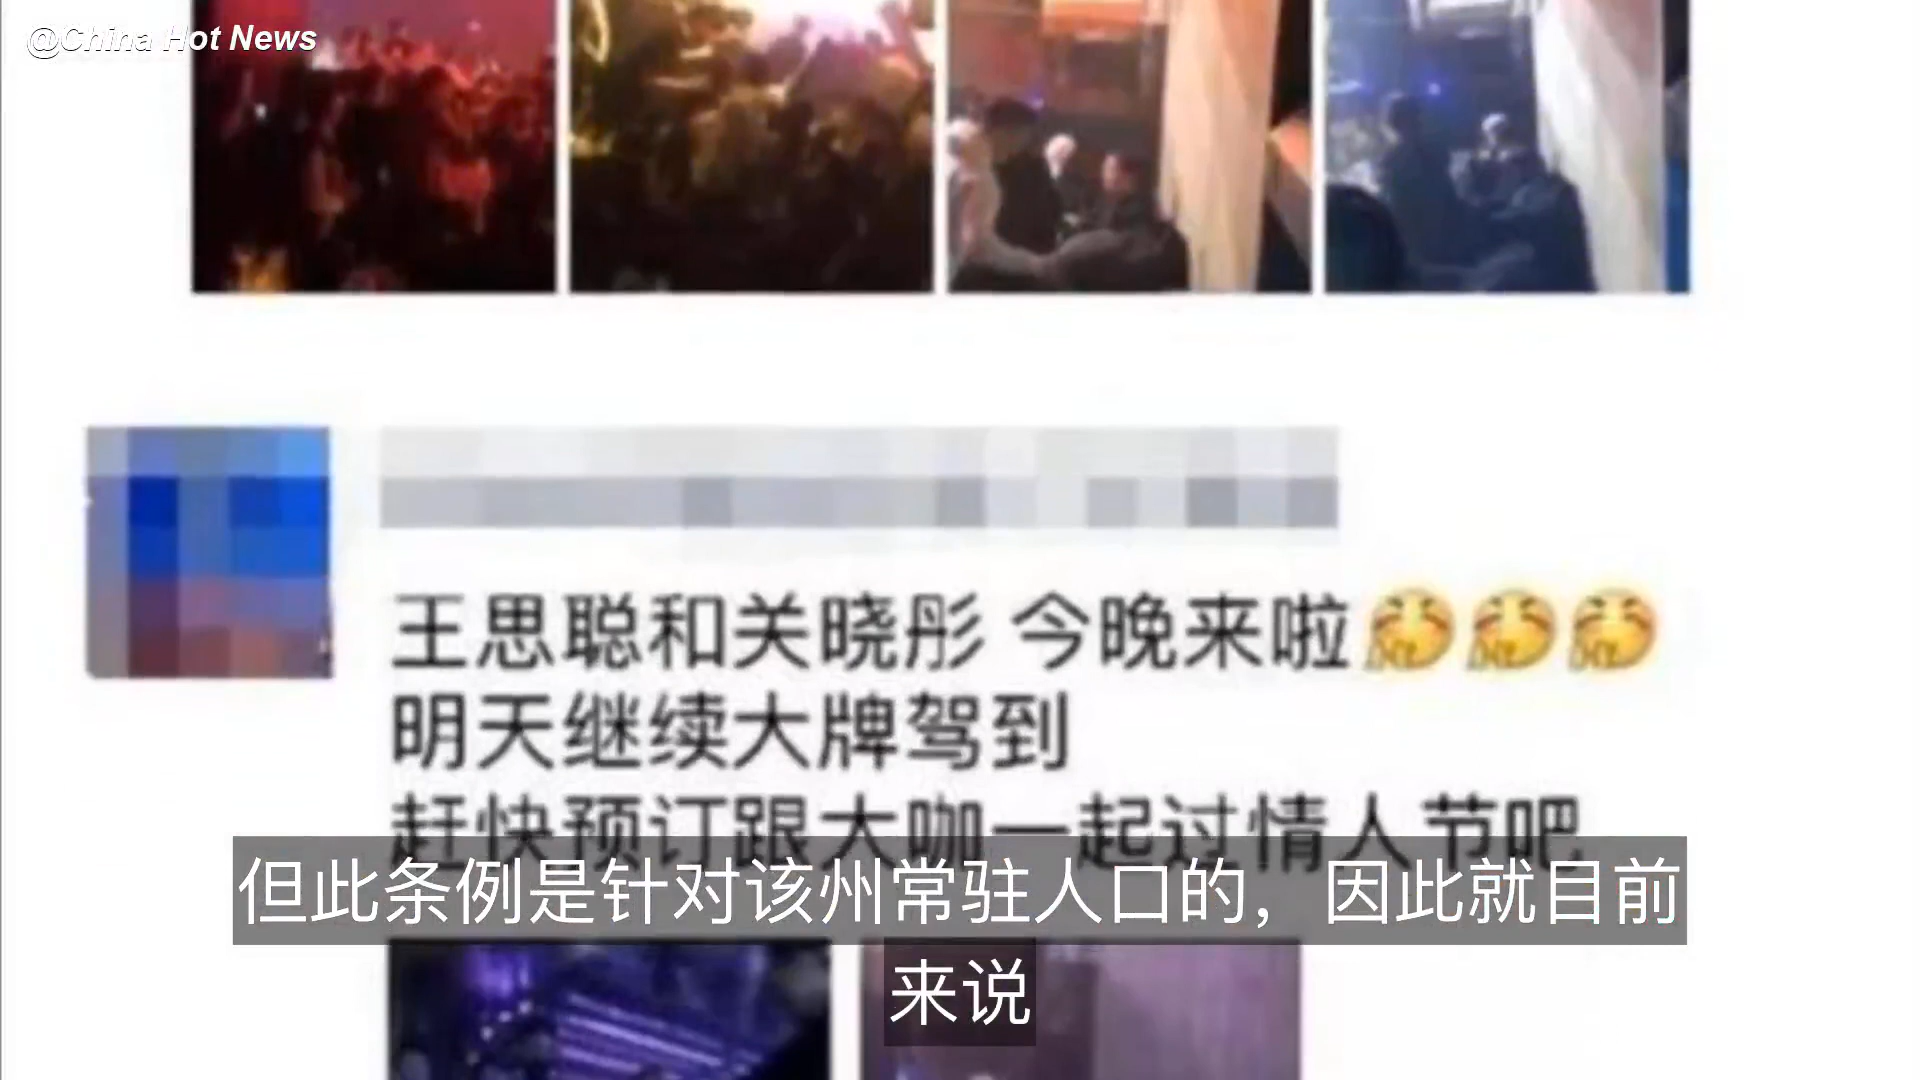 @China Hot News
王思聪和关晓彤 今晚来啦
明天继续大牌驾到
赶快预订跟大咖一起过情人节吧
但此条例是针对该州常驻人口的，因此就目前
来说